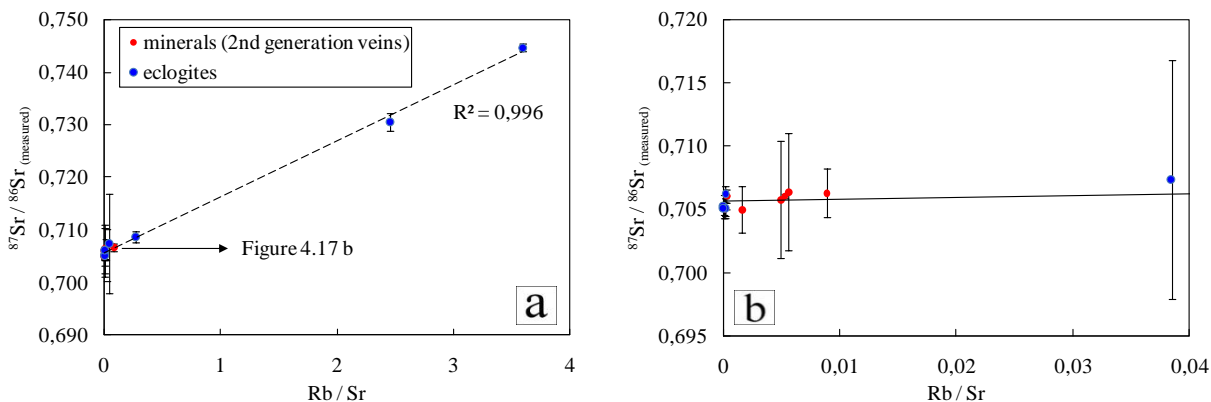 0,750
0,740
0,730
0,720
0,710
0,700
0,690
87Sr / 86Sr (measured)
minerals (2nd generation veins)
eclogites
R² = 0,996
Figure 4.17 b
a
0 1 2 3 4
Rb / Sr
0,720
0,715
0,710
0,705
0,700
0,695
87Sr / 86Sr (measured)
b
0 0,01 0,02 0,03 0,04
Rb / Sr